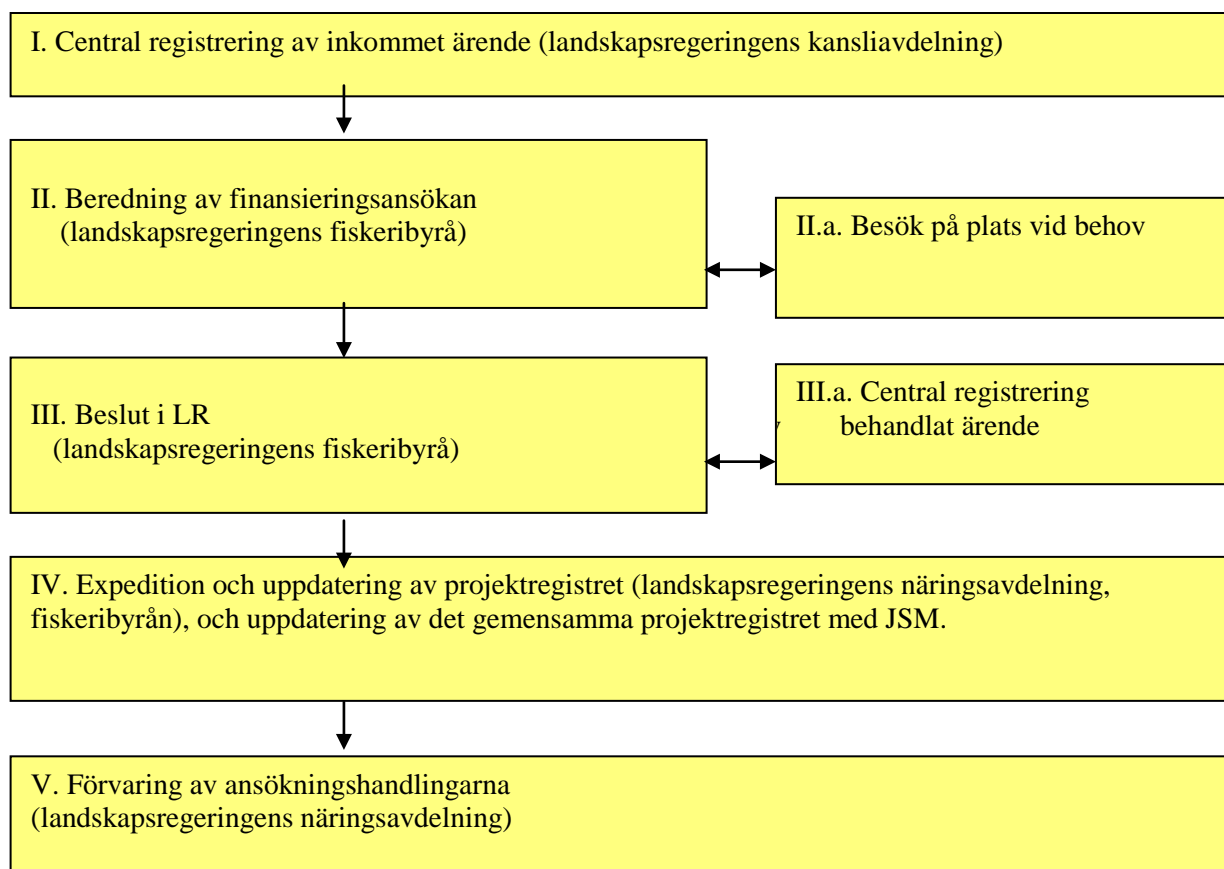 I. Central registrering av inkommet ärende (landskapsregeringens kansliavdelning)
II. Beredning av finansieringsansökan
(landskapsregeringens fiskeribyrå)
II.a. Besök på plats vid behov
III. Beslut i LR
(landskapsregeringens fiskeribyrå)
III.a. Central registrering
behandlat ärende
IV. Expedition och uppdatering av projektregistret (landskapsregeringens näringsavdelning,
fiskeribyrån), och uppdatering av det gemensamma projektregistret med JSM.
V. Förvaring av ansökningshandlingarna
(landskapsregeringens näringsavdelning)